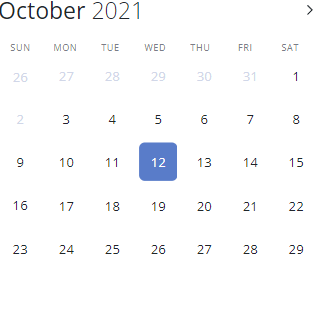 October 2021
SUN MON TUE WED THU FRI SAT
26 27 28 29 30 31 1
2 3 4 5 6 7 8
9 10 11 12 13 14 15
16 17 18 19 20 21 22
23 24 25 26 27 28 29